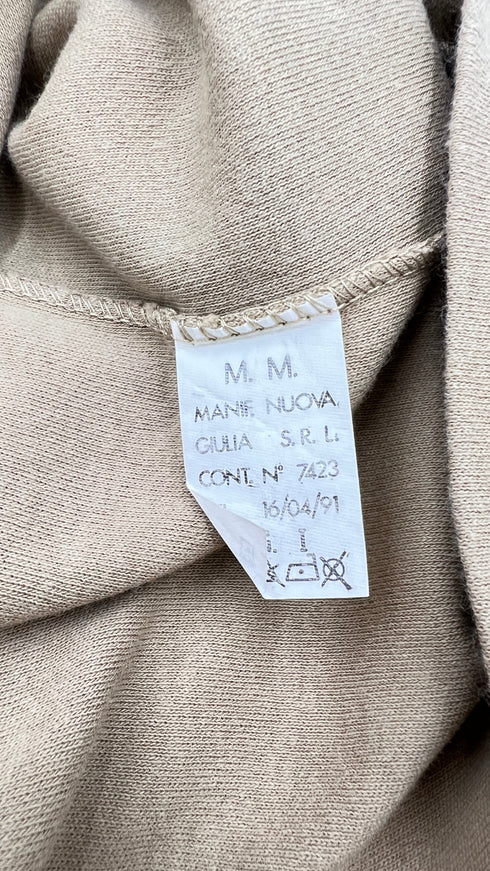 M. M.
MANIF. NUOVA
GIULIA S. R. L.
CONT. N° 7423
16/04/91